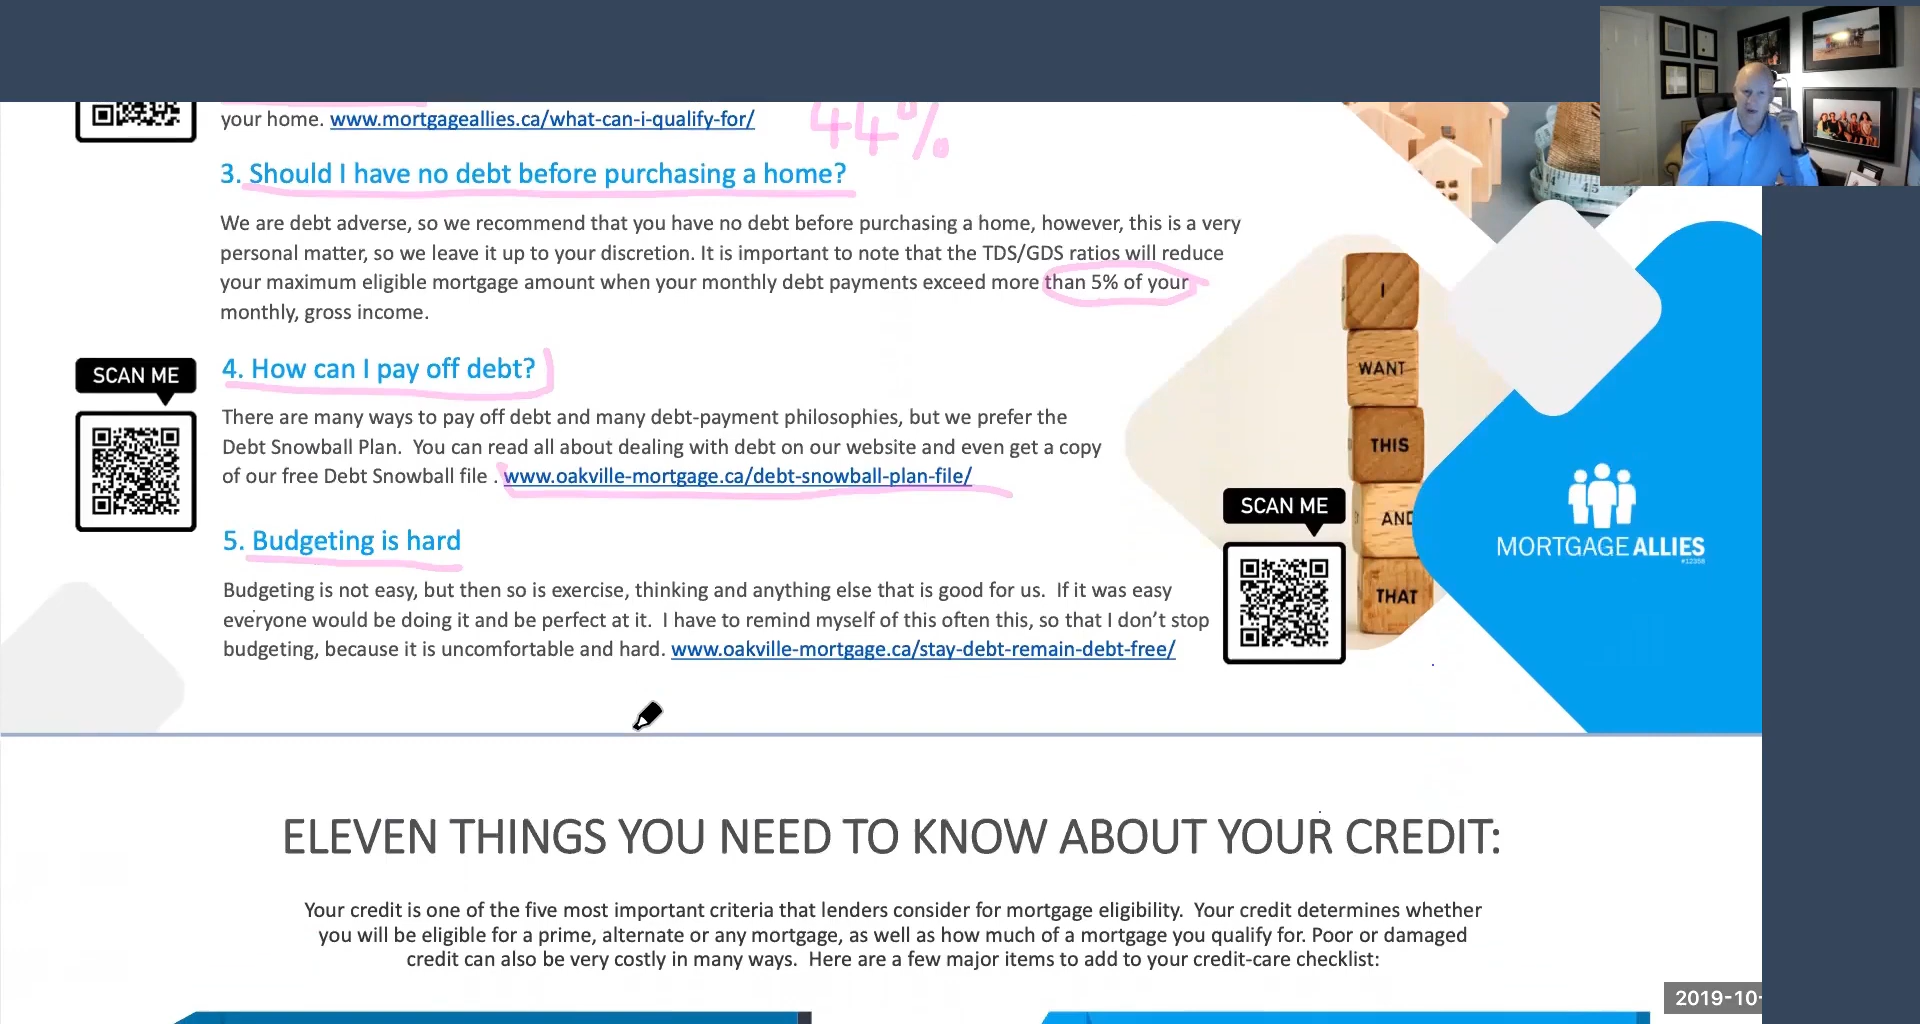 your home. www.mortgageallies.ca/what-can-i-qualify-for/
44%
3. Should I have no debt before purchasing a home?
We are debt adverse, so we recommend that you have no debt before purchasing a home, however, this is a very
personal matter, so we leave it up to your discretion. It is important to note that the TDS/GDS ratios will reduce
your maximum eligible mortgage amount when your monthly debt payments exceed more than 5% of your
monthly, gross income.
SCAN ME
4. How can I pay off debt?
There are many ways to pay off debt and many debt-payment philosophies, but we prefer the
Debt Snowball Plan.  You can read all about dealing with debt on our website and even get a copy
of our free Debt Snowball file . www.oakville-mortgage.ca/debt-snowball-plan-file/
5. Budgeting is hard
Budgeting is not easy, but then so is exercise, thinking and anything else that is good for us.  If it was easy
everyone would be doing it and be perfect at it.  I have to remind myself of this often this, so that I don’t stop
budgeting, because it is uncomfortable and hard. www.oakville-mortgage.ca/stay-debt-remain-debt-free/
SCAN ME
I
WANT
THIS
AND
THAT
MORTGAGE ALLIES
#12358
ELEVEN THINGS YOU NEED TO KNOW ABOUT YOUR CREDIT:
Your credit is one of the five most important criteria that lenders consider for mortgage eligibility.  Your credit determines whether
you will be eligible for a prime, alternate or any mortgage, as well as how much of a mortgage you qualify for. Poor or damaged
credit can also be very costly in many ways.  Here are a few major items to add to your credit-care checklist:
2019-10-